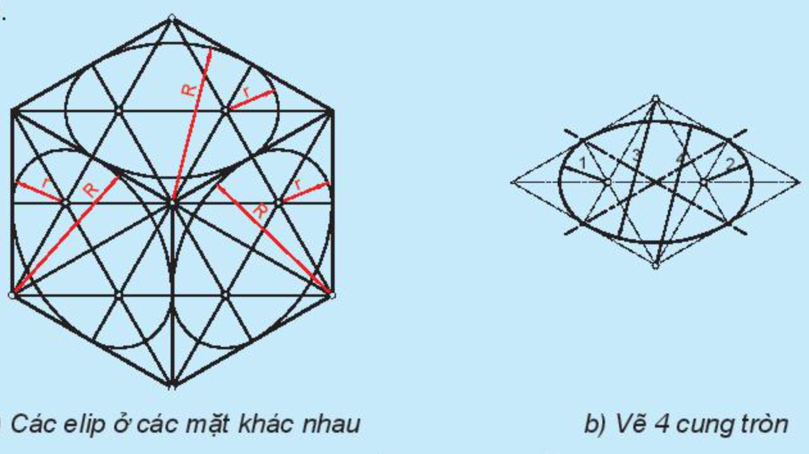 R
r
r
R
R
r
1
3
4
2
) Các elip ở các mặt khác nhau
b) Vẽ 4 cung tròn